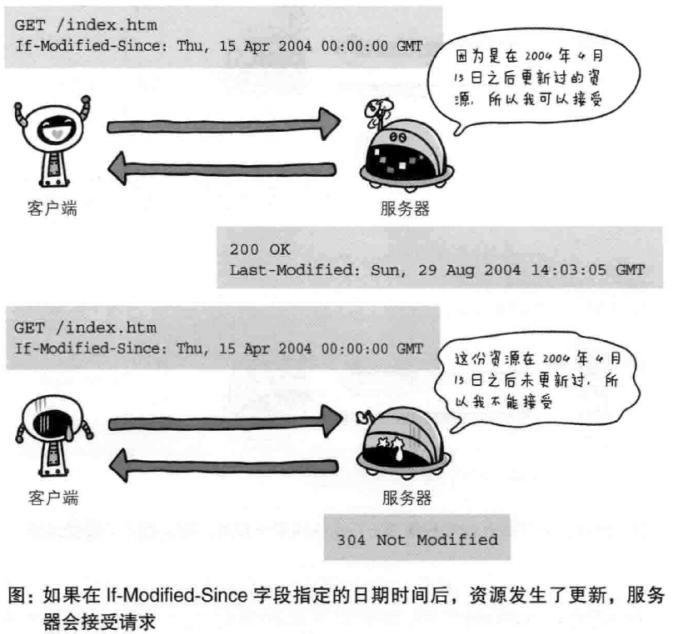 GET /index.htm
If-Modified-Since: Thu, 15 Apr 2004 00:00:00 GMT
因为是在 2004 年 4 月
15 日之后更新过的资
源，所以我可以接受
客户端
服务器
200 OK
Last-Modified: Sun, 29 Aug 2004 14:03:05 GMT
GET /index.htm
If-Modified-Since: Thu, 15 Apr 2004 00:00:00 GMT
这份资源在 2004 年 4 月
15 日之后未更新过，所
以我不能接受
客户端
服务器
304 Not Modified
图：如果在 If-Modified-Since 字段指定的日期时间后，资源发生了更新，服务
器会接受请求